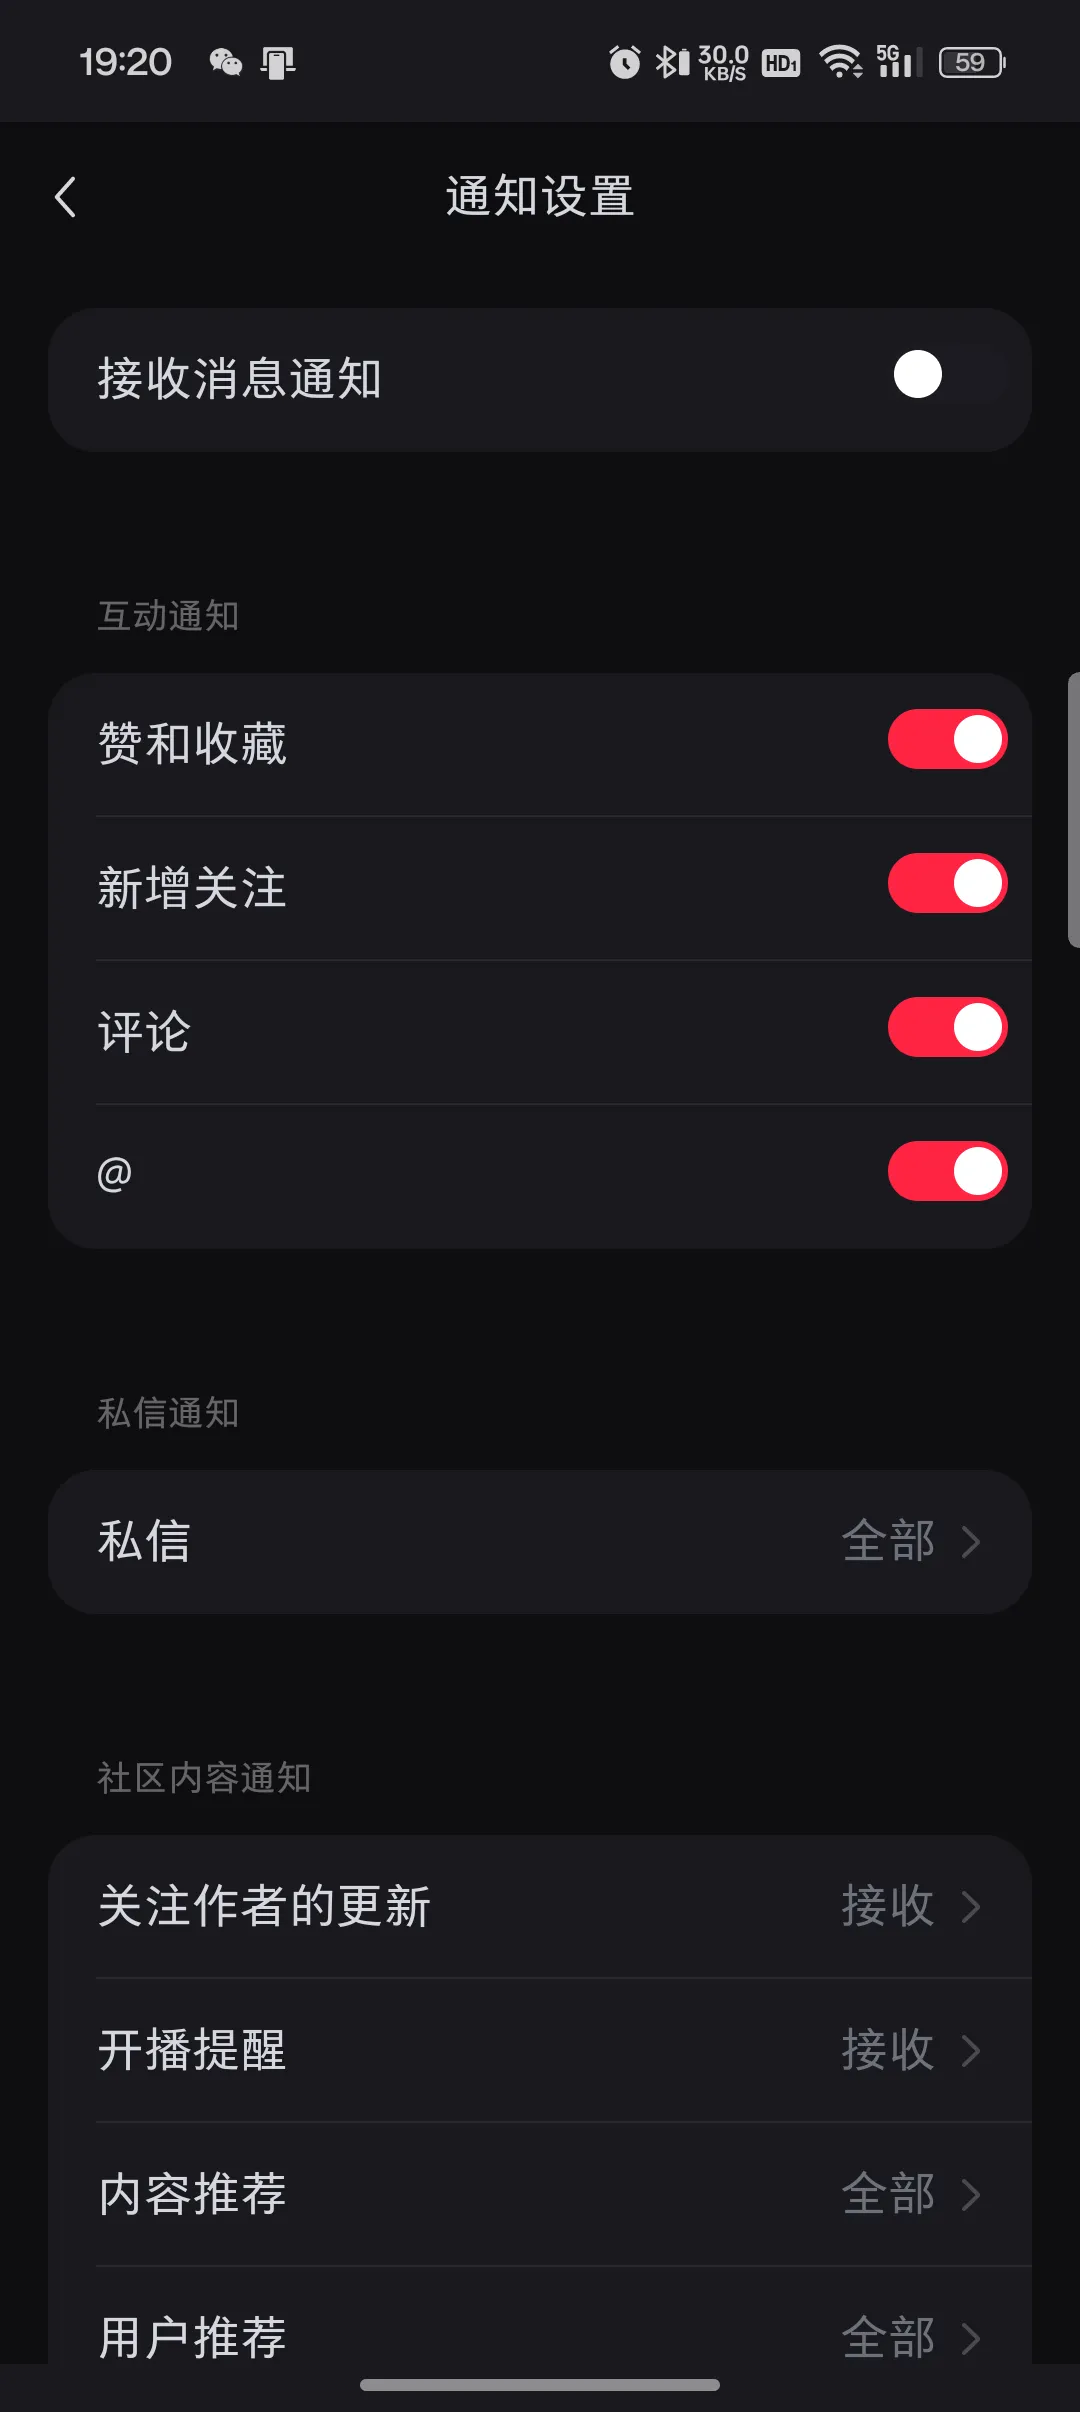 19:20
30.0 KB/S HD1 5G 59
通知设置
接收消息通知
互动通知
赞和收藏
新增关注
评论
@
私信通知
私信 全部
社区内容通知
关注作者的更新 接收
开播提醒 接收
内容推荐 全部
用户推荐 全部